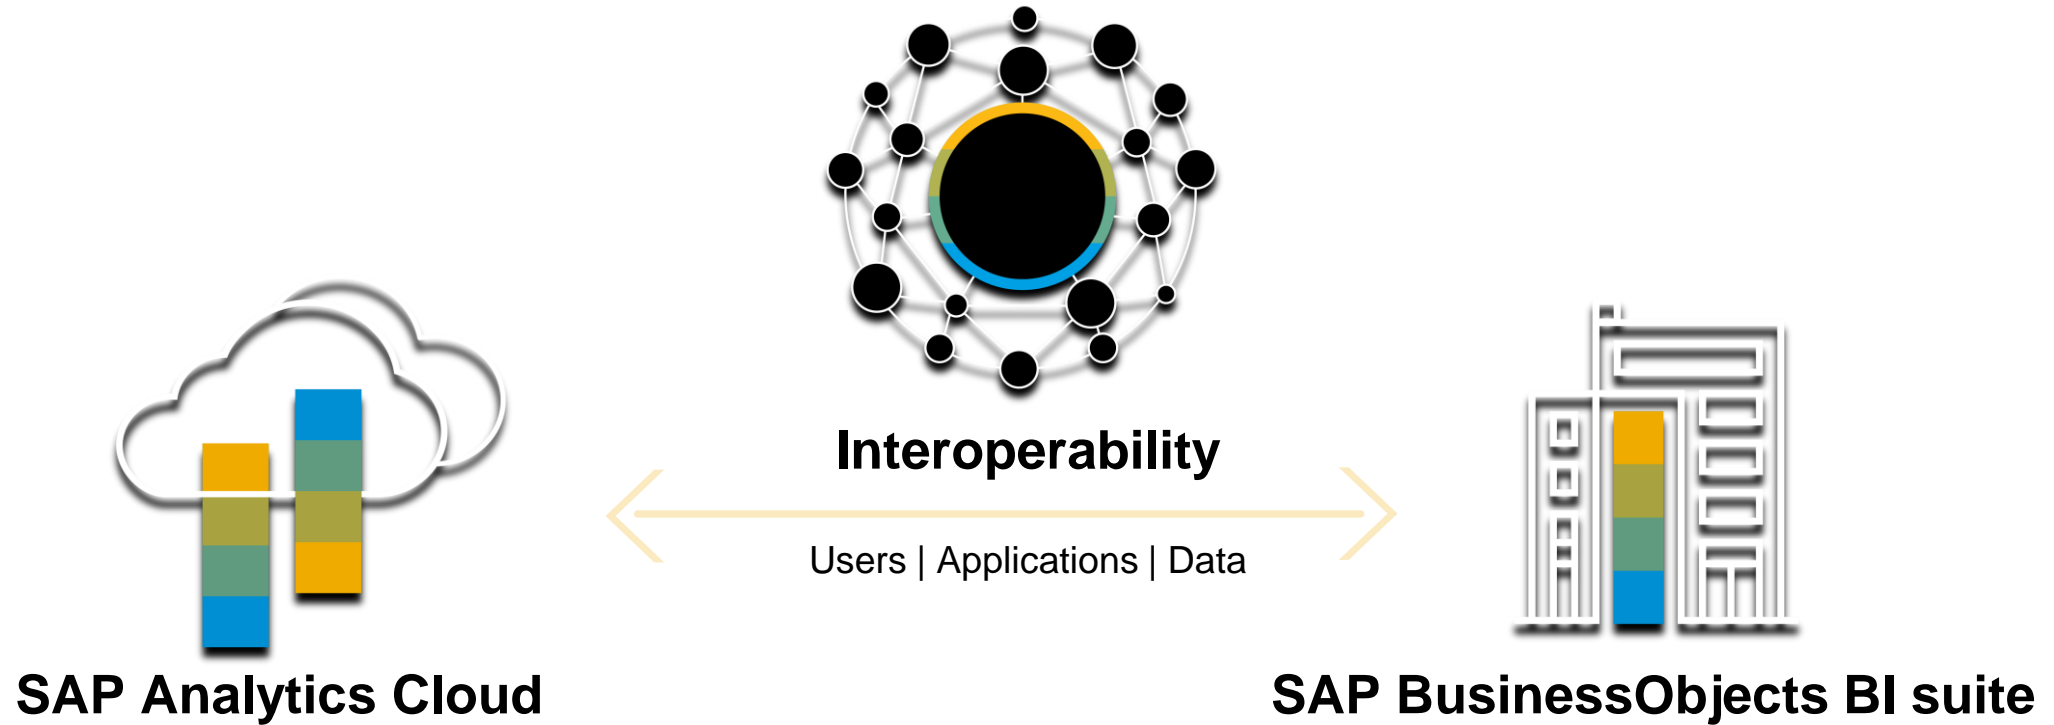 Interoperability
Users | Applications | Data
SAP Analytics Cloud
SAP BusinessObjects BI suite